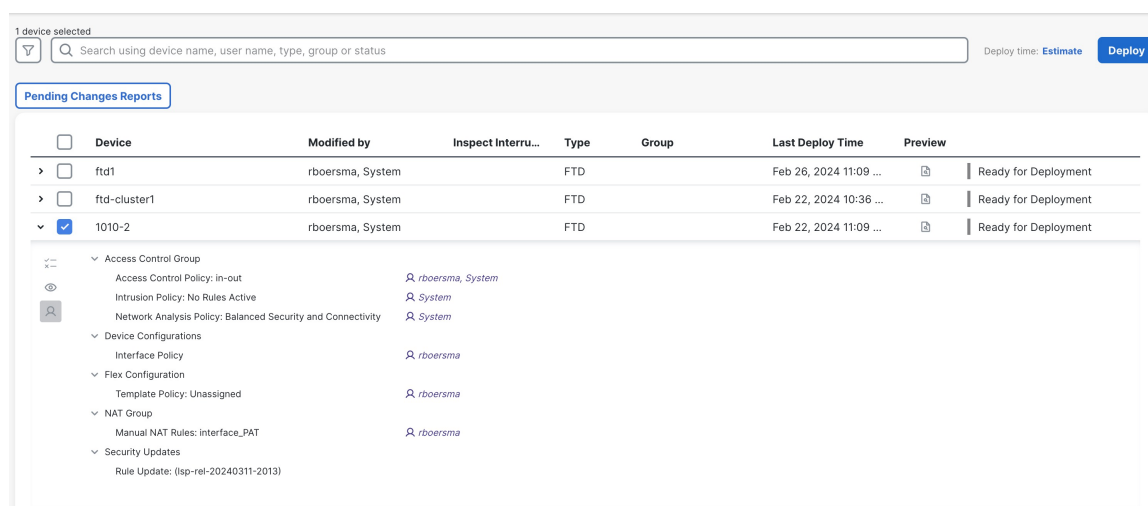 1 device selected
Search using device name, user name, type, group or status
Deploy time: Estimate
Deploy
Pending Changes Reports
Device Modified by Inspect Interru... Type Group Last Deploy Time Preview
ftd1 rboersma, System FTD Feb 26, 2024 11:09 ... Ready for Deployment
ftd-cluster1 rboersma, System FTD Feb 22, 2024 10:36 ... Ready for Deployment
1010-2 rboersma, System FTD Feb 22, 2024 11:09 ... Ready for Deployment
Access Control Group
Access Control Policy: in-out rboersma, System
Intrusion Policy: No Rules Active System
Network Analysis Policy: Balanced Security and Connectivity System
Device Configurations
Interface Policy rboersma
Flex Configuration
Template Policy: Unassigned rboersma
NAT Group
Manual NAT Rules: interface_PAT rboersma
Security Updates
Rule Update: (lsp-rel-20240311-2013)